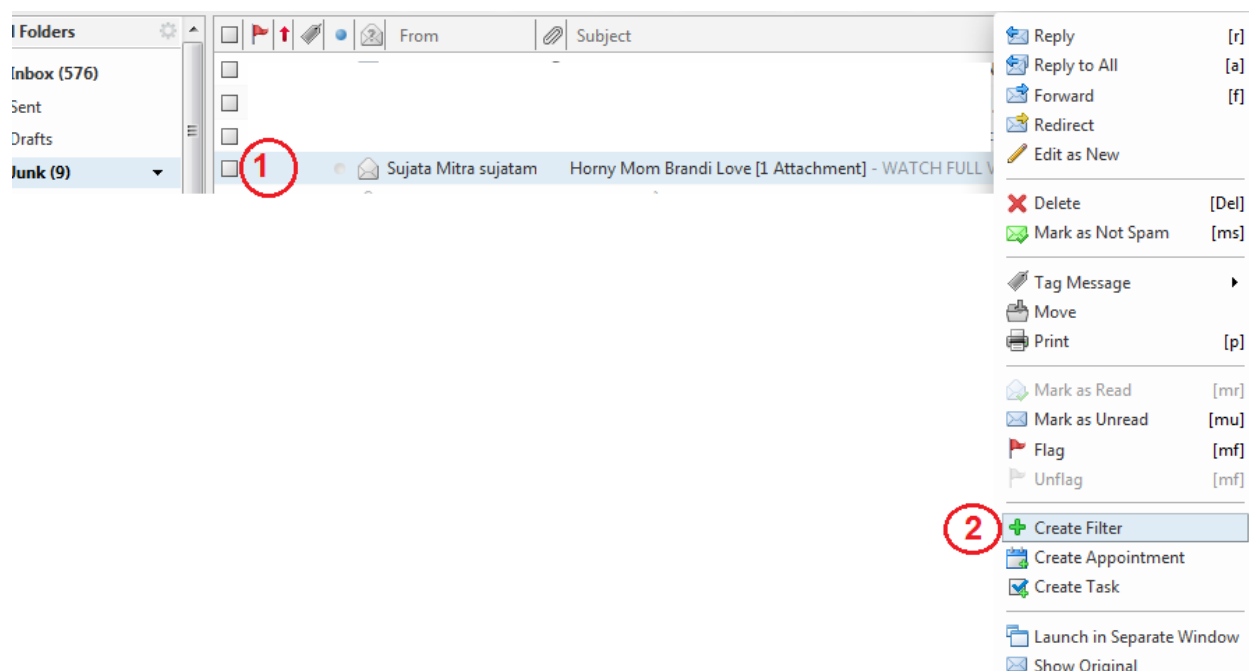 l Folders
From
Subject
Inbox (576)
Sent
Drafts
Junk (9)
1
Sujata Mitra sujatam
Horny Mom Brandi Love [1 Attachment] - WATCH FULL
Reply [r]
Reply to All [a]
Forward [f]
Redirect
Edit as New
Delete [Del]
Mark as Not Spam [ms]
Tag Message
Move
Print [p]
Mark as Read [mr]
Mark as Unread [mu]
Flag [mf]
Unflag [mf]
2
Create Filter
Create Appointment
Create Task
Launch in Separate Window
Show Original